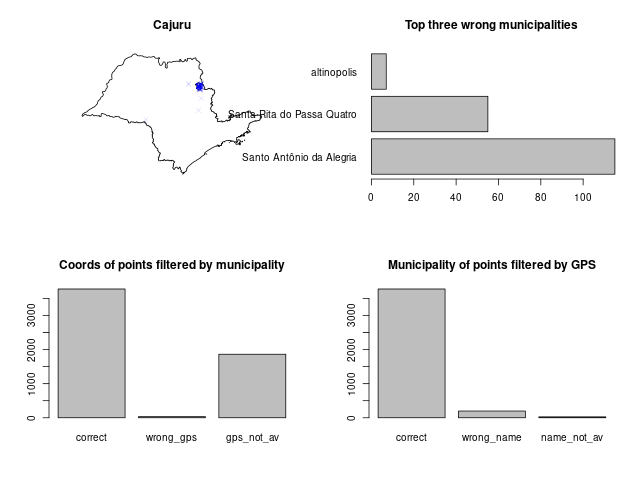 Cajuru
Top three wrong municipalities
altinopolis
Santa Rita do Passa Quatro
Santo Antônio da Alegria
0 20 40 60 80 100
Coords of points filtered by municipality
0 1000 2000 3000
correct wrong_gps gps_not_av
Municipality of points filtered by GPS
0 1000 2000 3000
correct wrong_name name_not_av